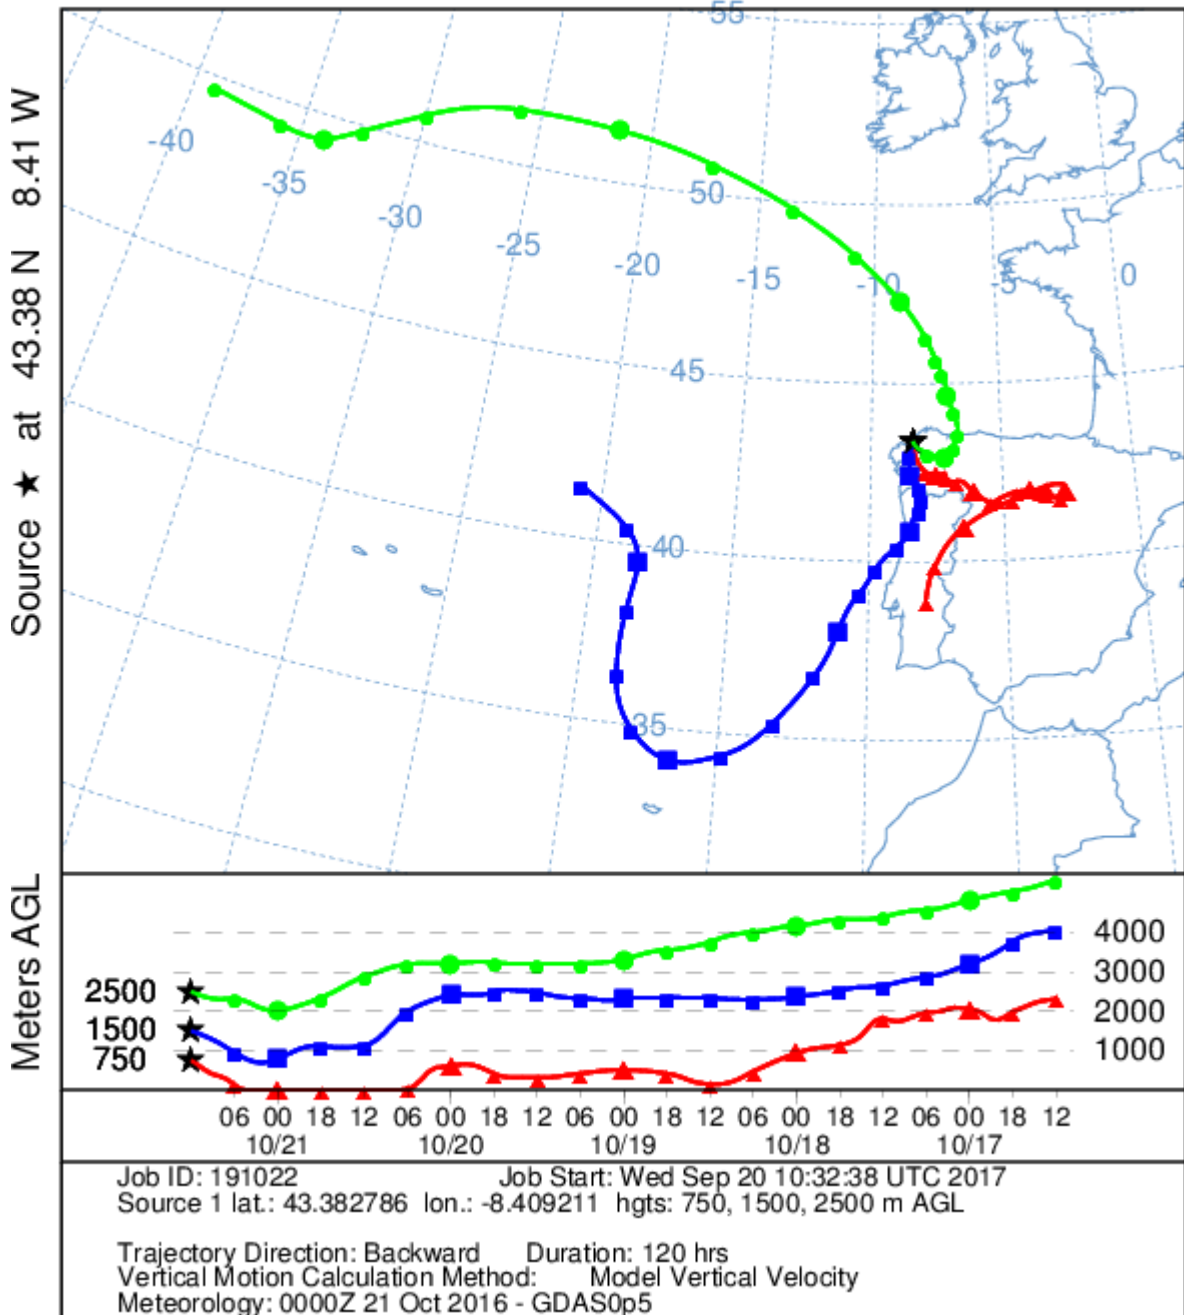 55
Source ★ at 43.38 N 8.41 W
-40
-35
-30
-25
-20
-15
-10
-5
0
50
45
40
35
Meters AGL
2500
1500
750
4000
3000
2000
1000
06 00 18 12 06 00 18 12 06 00 18 12 06 00 18 12 06 00 18 12
10/21 10/20 10/19 10/18 10/17
Job ID: 191022 Job Start: Wed Sep 20 10:32:38 UTC 2017
Source 1 lat.: 43.382786 lon.: -8.409211 hgts: 750, 1500, 2500 m AGL
Trajectory Direction: Backward Duration: 120 hrs
Vertical Motion Calculation Method: Model Vertical Velocity
Meteorology: 0000Z 21 Oct 2016 - GDAS0p5